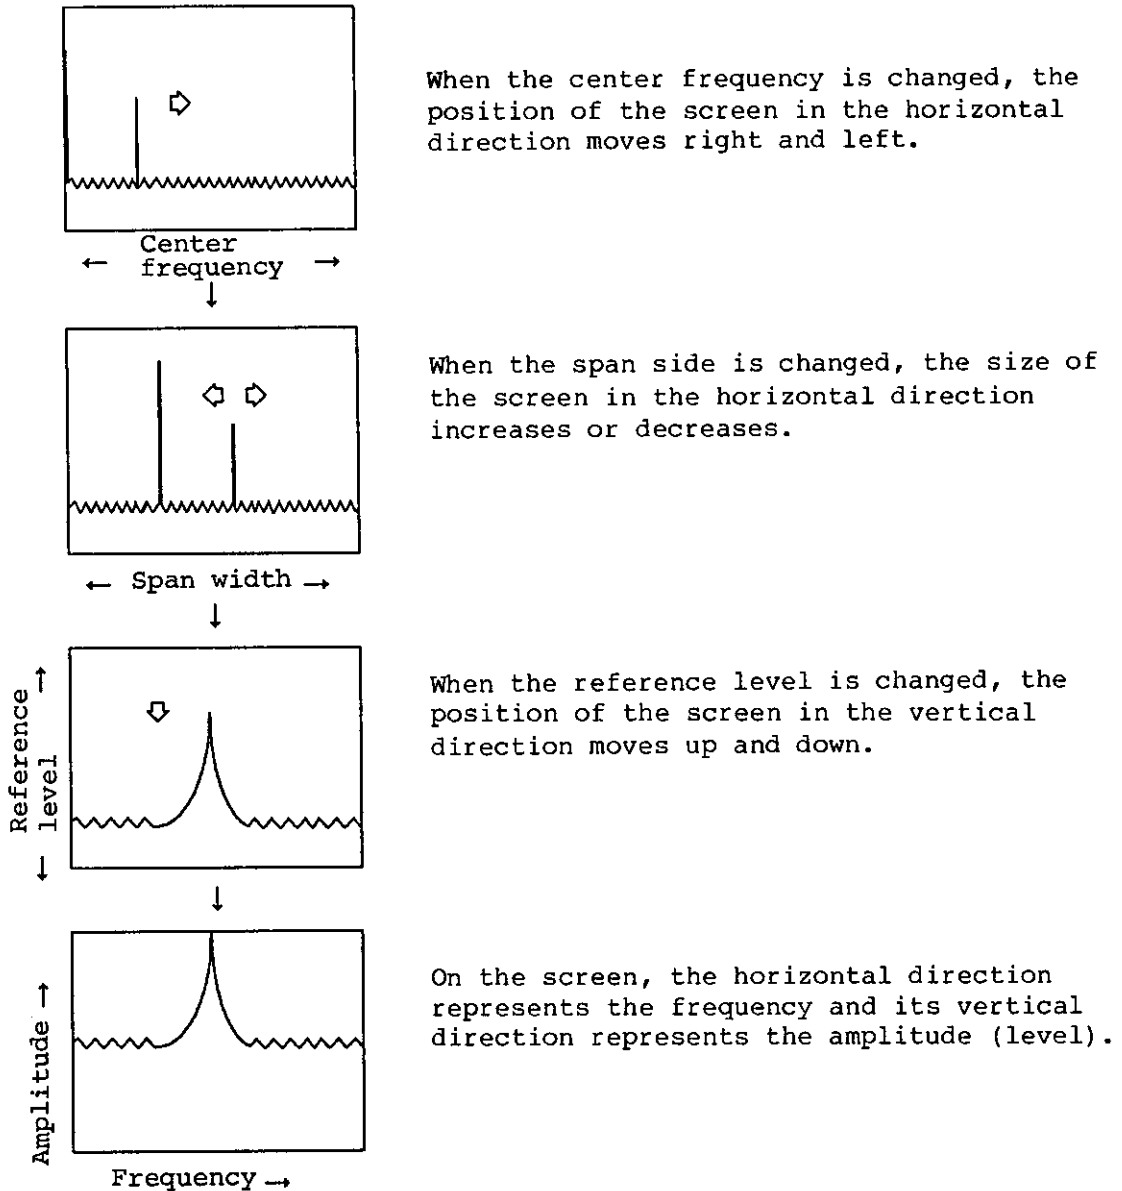 When the center frequency is changed, the
position of the screen in the horizontal
direction moves right and left.
Center
← frequency →
↓
When the span side is changed, the size of
the screen in the horizontal direction
increases or decreases.
← Span width →
↓
When the reference level is changed, the
position of the screen in the vertical
direction moves up and down.
Reference →
← level
↓
On the screen, the horizontal direction
represents the frequency and its vertical
direction represents the amplitude (level).
Amplitude →
Frequency →